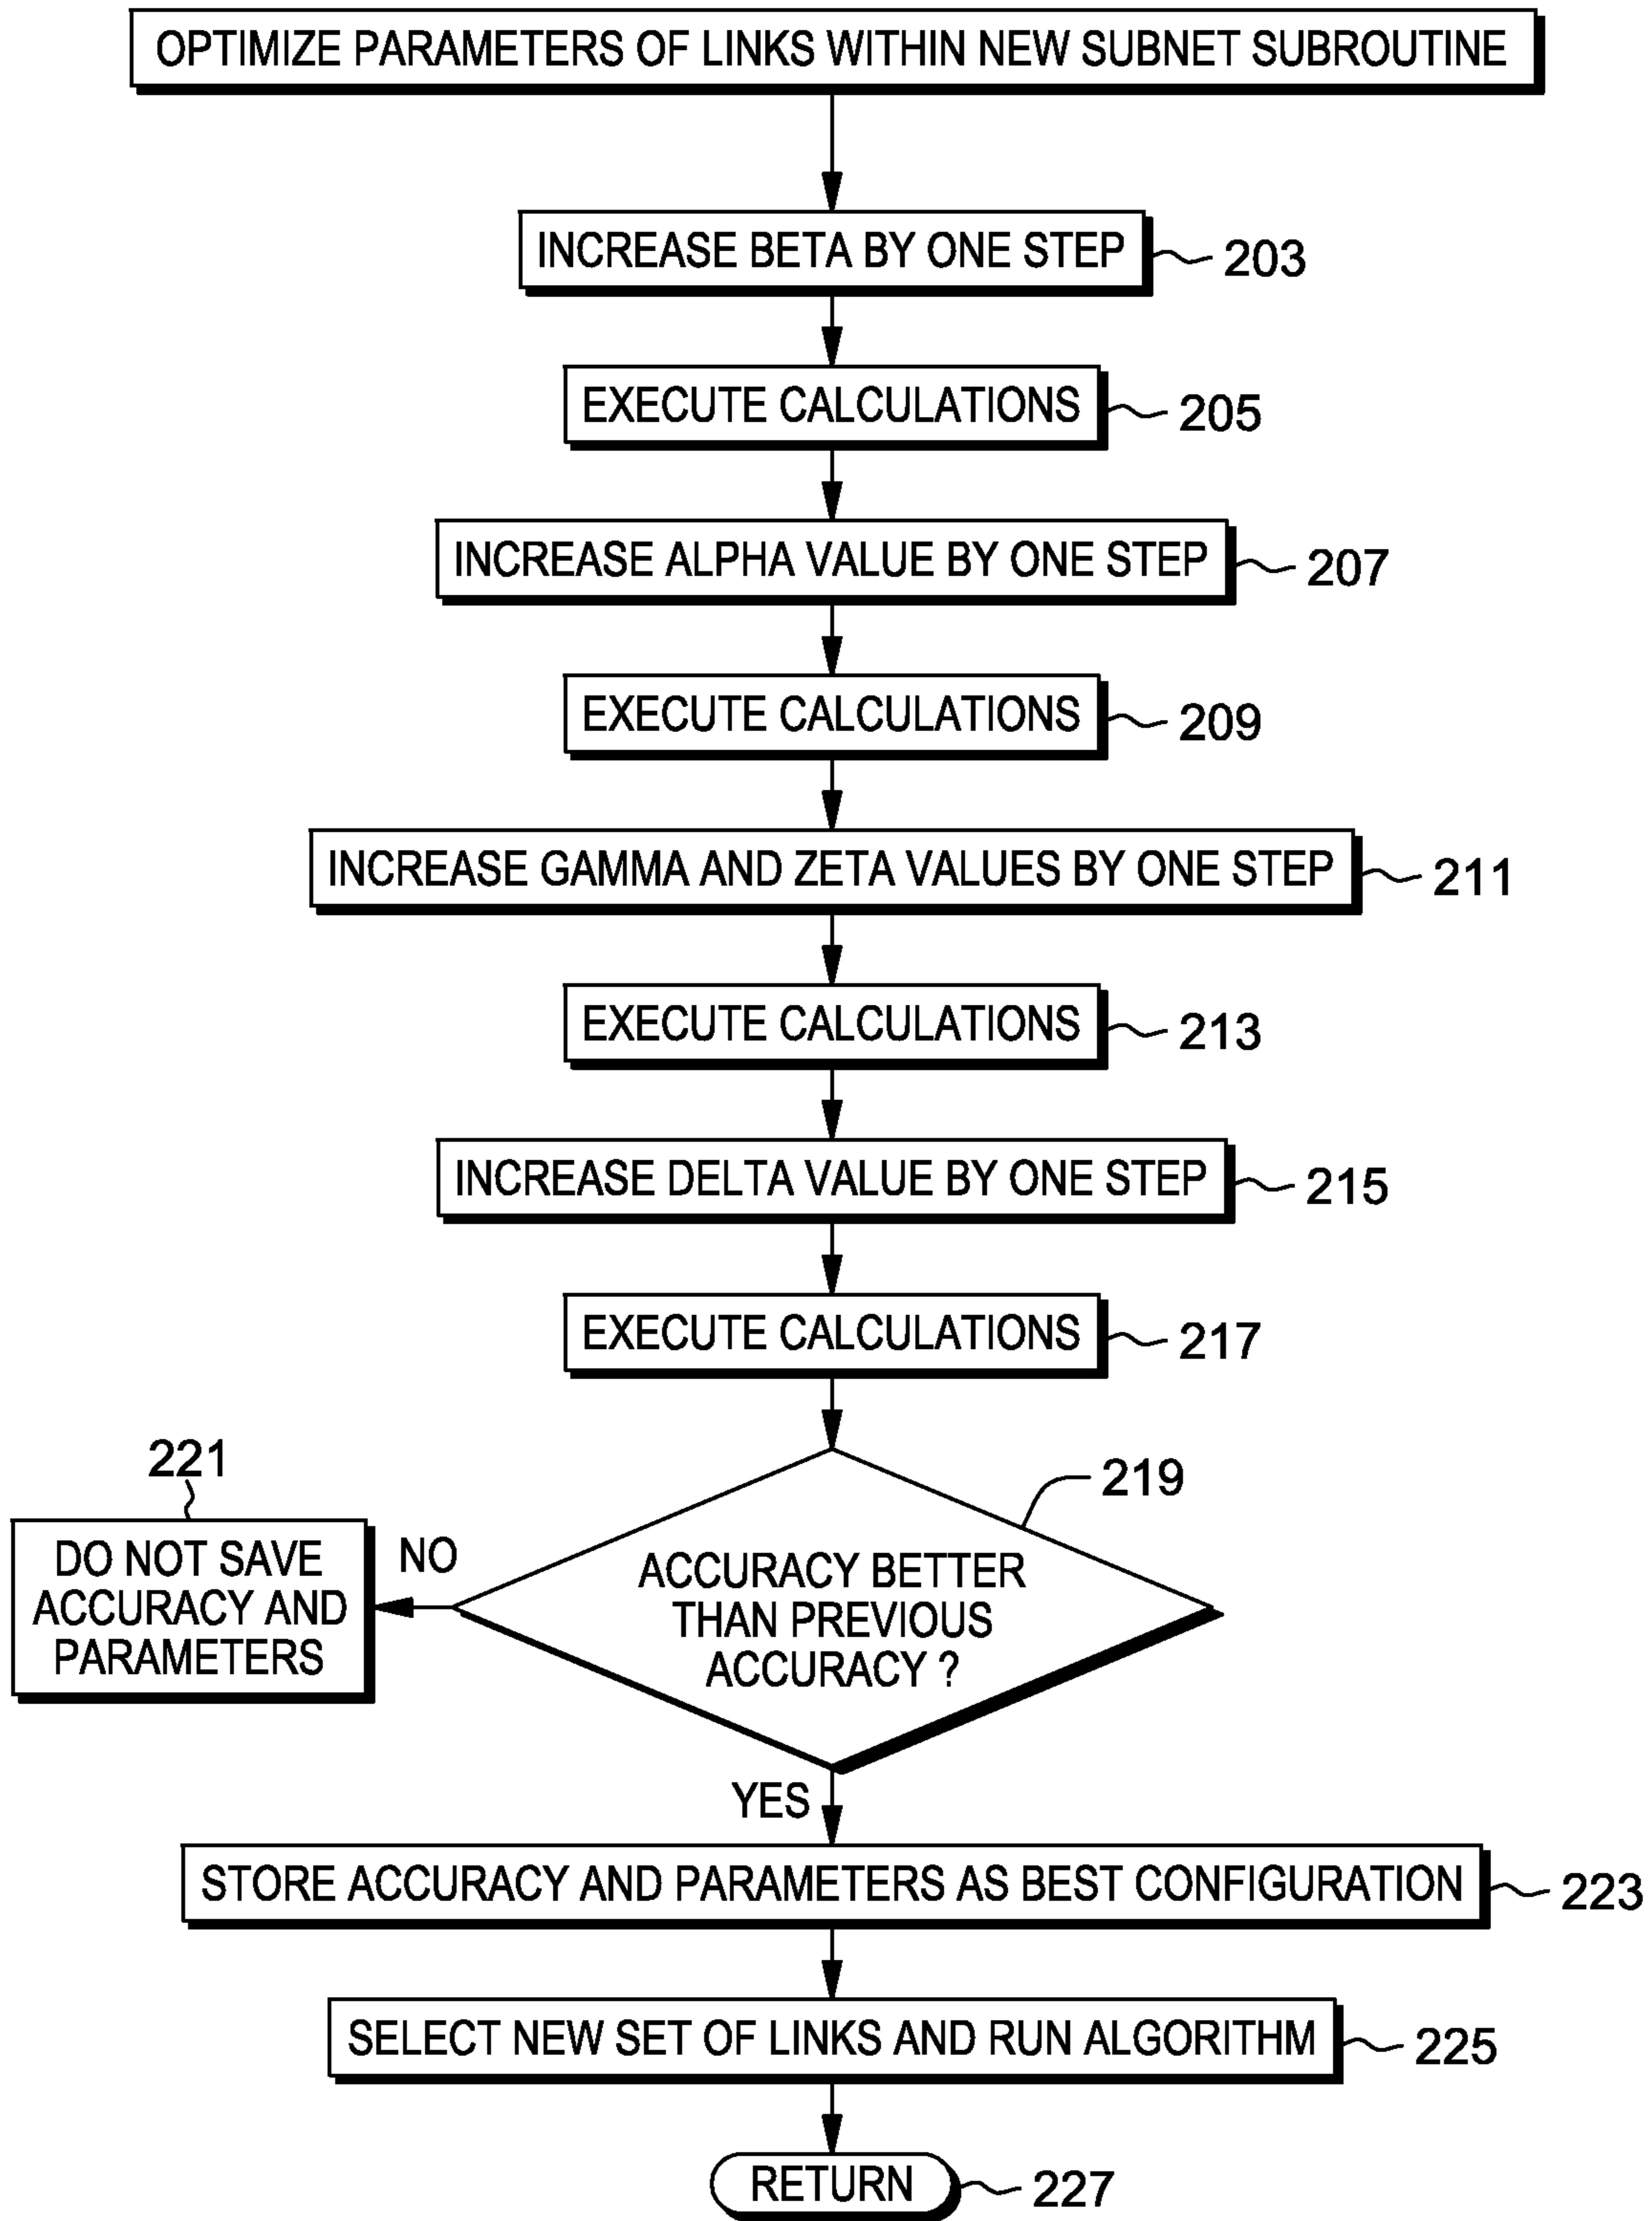 OPTIMIZE PARAMETERS OF LINKS WITHIN NEW SUBNET SUBROUTINE
INCREASE BETA BY ONE STEP
203
EXECUTE CALCULATIONS
205
INCREASE ALPHA VALUE BY ONE STEP
207
EXECUTE CALCULATIONS
209
INCREASE GAMMA AND ZETA VALUES BY ONE STEP
211
EXECUTE CALCULATIONS
213
INCREASE DELTA VALUE BY ONE STEP
215
EXECUTE CALCULATIONS
217
219
ACCURACY BETTER
THAN PREVIOUS
ACCURACY ?
NO
221
DO NOT SAVE
ACCURACY AND
PARAMETERS
YES
STORE ACCURACY AND PARAMETERS AS BEST CONFIGURATION
223
SELECT NEW SET OF LINKS AND RUN ALGORITHM
225
RETURN
227